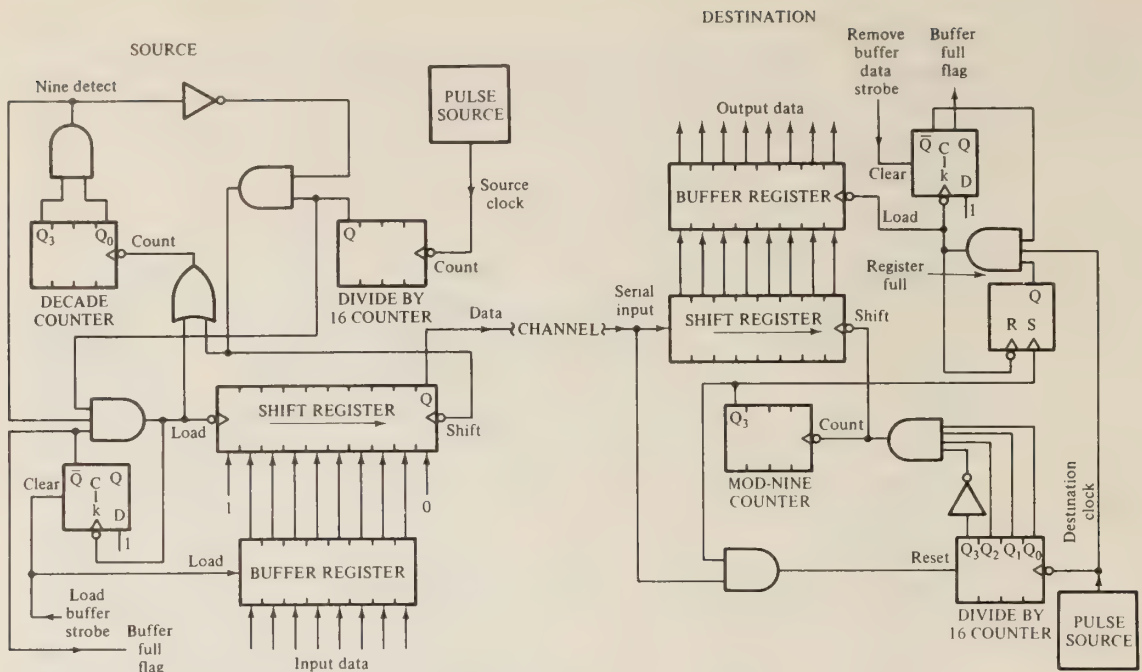 SOURCE
Nine detect
PULSE
SOURCE
Source
clock
Q₃ Q₀
Count
DECADE
COUNTER
Q
Count
DIVIDE BY
16 COUNTER
Data
CHANNEL
SHIFT REGISTER
Q
Load
Shift
Clear
Q̄ C Q
l
k D
1
1
0
Load
BUFFER REGISTER
Load
buffer
strobe
Buffer
full
flag
Input data
DESTINATION
Remove
buffer
data
strobe
Buffer
full
flag
Output data
Q̄ C Q
l
k D
Clear
1
BUFFER REGISTER
Load
Register
full
Serial
input
SHIFT REGISTER
Shift
Q
R S
Q₃
Count
MOD-NINE
COUNTER
Destination
clock
Reset
Q₃ Q₂ Q₁ Q₀
DIVIDE BY
16 COUNTER
PULSE
SOURCE